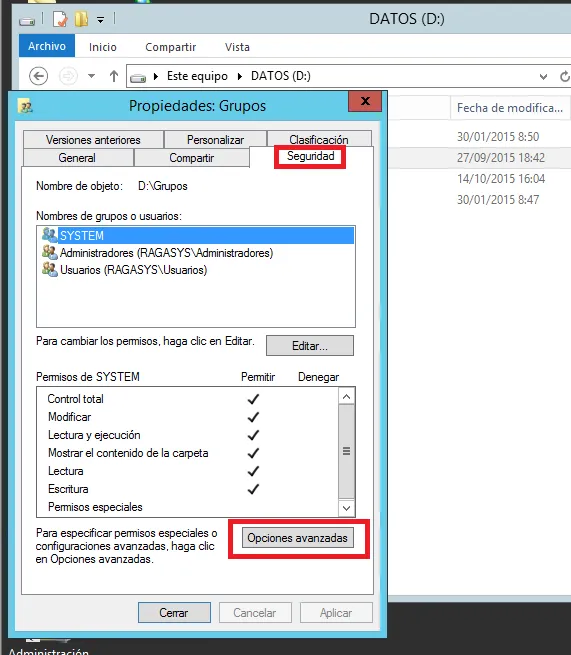 DATOS (D:)
Archivo Inicio Compartir Vista
Este equipo DATOS (D:)
Propiedades: Grupos x
Fecha de modifica...
30/01/2015 8:50
27/09/2015 18:42
14/10/2015 16:04
30/01/2015 8:47
Versiones anteriores Personalizar Clasificación
General Compartir Seguridad
Nombre de objeto: D:\Grupos
Nombres de grupos o usuarios:
SYSTEM
Administradores (RAGASYS\Administradores)
Usuarios (RAGASYS\Usuarios)
Para cambiar los permisos, haga clic en Editar. Editar...
Permisos de SYSTEM Permitir Denegar
Control total
Modificar
Lectura y ejecución
Mostrar el contenido de la carpeta
Lectura
Escritura
Permisos especiales
Para especificar permisos especiales o
configuraciones avanzadas, haga clic
en Opciones avanzadas.
Opciones avanzadas
Cerrar Cancelar Aplicar
Administración